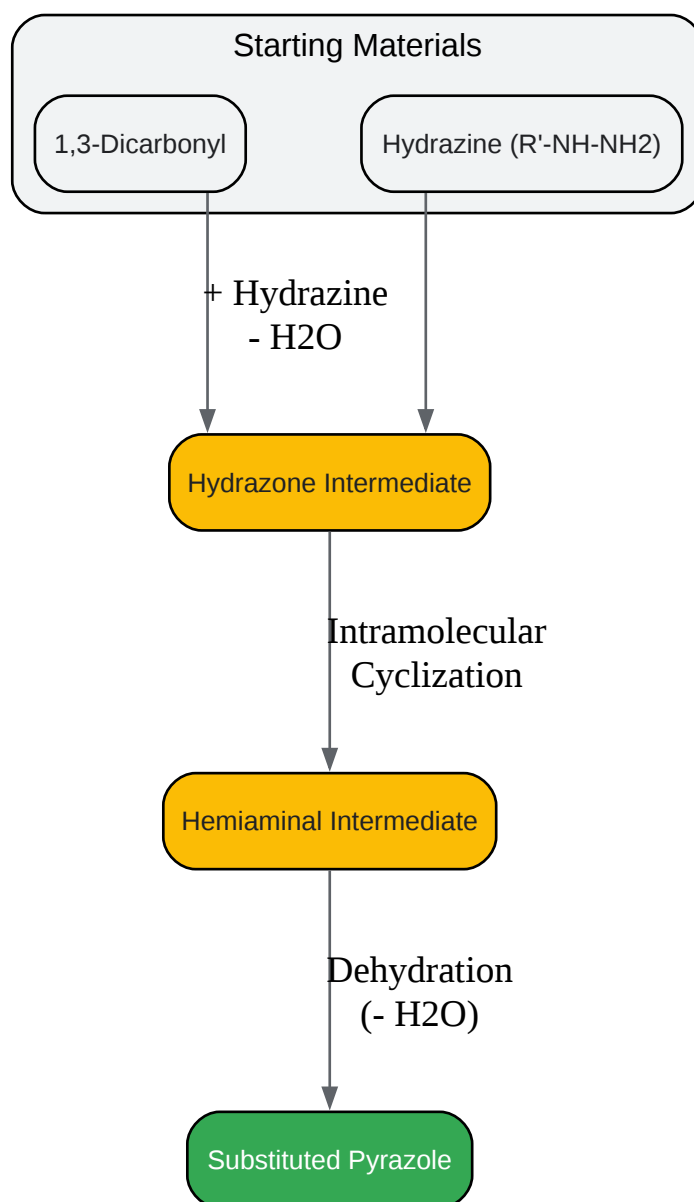 Starting Materials
1,3-Dicarbonyl
Hydrazine (R'-NH-NH2)
+ Hydrazine
- H2O
Hydrazone Intermediate
Intramolecular
Cyclization
Hemiaminal Intermediate
Dehydration
(- H2O)
Substituted Pyrazole